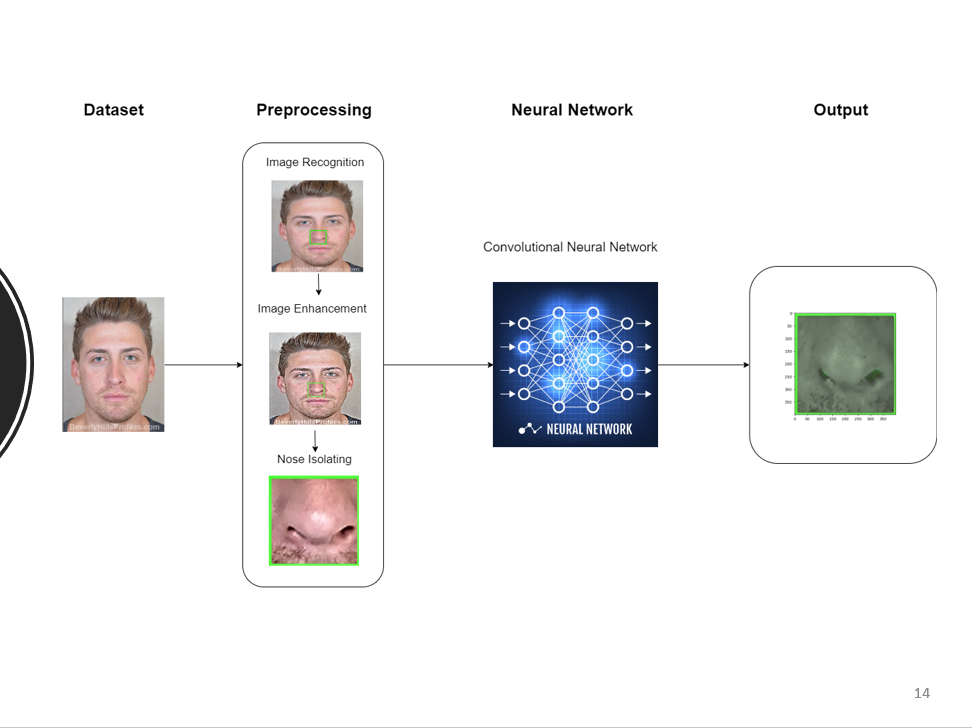 Dataset
Preprocessing
Neural Network
Output
Image Recognition
BeverlyHillsProfiles.com
Image Enhancement
BeverlyHillsProfiles.com
Nose Isolating
BeverlyHillsProfiles.com
Convolutional Neural Network
NEURAL NETWORK
0
50
100
150
200
250
300
350
0 50 100 150 200 250 300 350
14